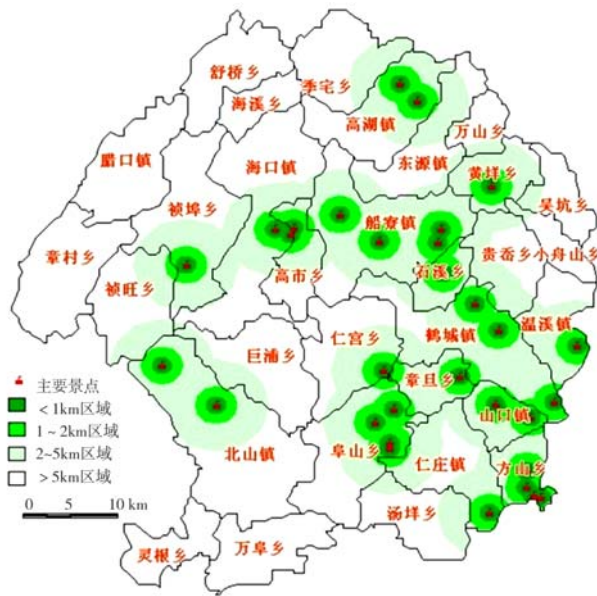 舒桥乡
季宅乡
海溪乡
高湖镇
万山乡
腊口镇
海口镇
东源镇
黄垟乡
祯埠乡
船寮镇
吴坑乡
章村乡
高市乡
石溪乡
贵岙乡
小舟山乡
祯旺乡
巨浦乡
仁宫乡
鹤城镇
温溪镇
章旦乡
山口镇
北山镇
阜山乡
仁庄镇
方山乡
汤垟乡
灵根乡
万阜乡
主要景点
<1km区域
1~2km区域
2~5km区域
>5km区域
0 5 10 km